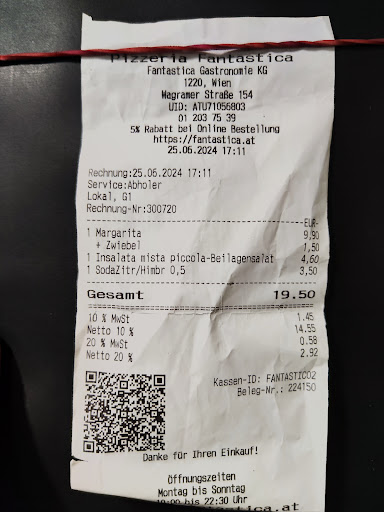 Pizzeria Fantastica
Fantastica Gastronomie KG
1220, Wien
Wagramer Straße 154
UID: ATU71056803
01 203 75 39
5% Rabatt bei Online Bestellung
https://fantastica.at
25.06.2024 17:11
Rechnung:25.06.2024 17:11
Service:Abholer
Lokal, G1
Rechnung-Nr:300720
EUR
1 Margarita 9,90
+ Zwiebel 1,50
1 Insalata mista piccola-Beilagensalat 4,60
1 SodaZitr/Himbr 0,5 3,50
Gesamt 19.50
10 % MwSt 1.45
Netto 10 % 14.55
20 % MwSt 0.58
Netto 20 % 2.92
Kassen-ID: FANTASTICO2
Beleg-Nr.: 224150
Danke für Ihren Einkauf!
Öffnungszeiten
Montag bis Sonntag
bis 22:30 Uhr